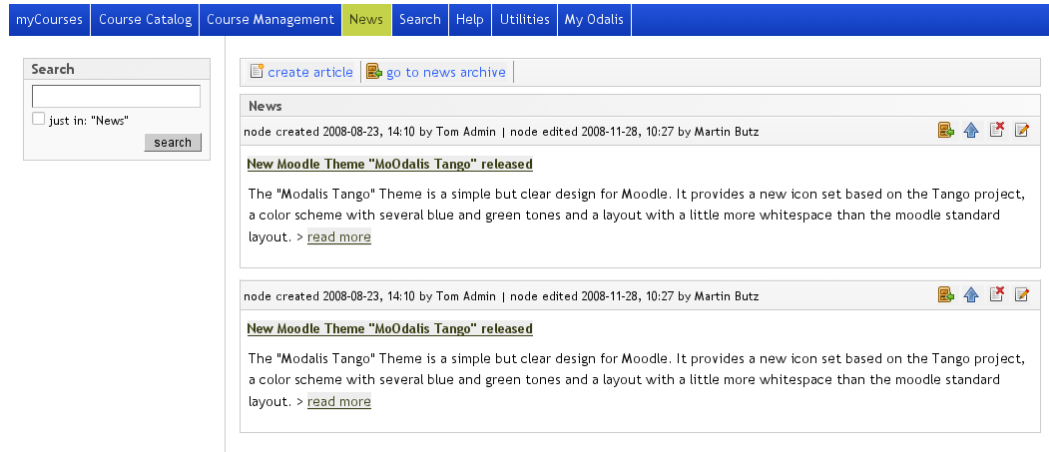 myCourses Course Catalog Course Management News Search Help Utilities My Odalis
Search
just in: "News"
search
create article go to news archive
News
node created 2008-08-23, 14:10 by Tom Admin | node edited 2008-11-28, 10:27 by Martin Butz
New Moodle Theme "MoOdalis Tango" released
The "Modalis Tango" Theme is a simple but clear design for Moodle. It provides a new icon set based on the Tango project,
a color scheme with several blue and green tones and a layout with a little more whitespace than the moodle standard
layout. > read more
node created 2008-08-23, 14:10 by Tom Admin | node edited 2008-11-28, 10:27 by Martin Butz
New Moodle Theme "MoOdalis Tango" released
The "Modalis Tango" Theme is a simple but clear design for Moodle. It provides a new icon set based on the Tango project,
a color scheme with several blue and green tones and a layout with a little more whitespace than the moodle standard
layout. > read more